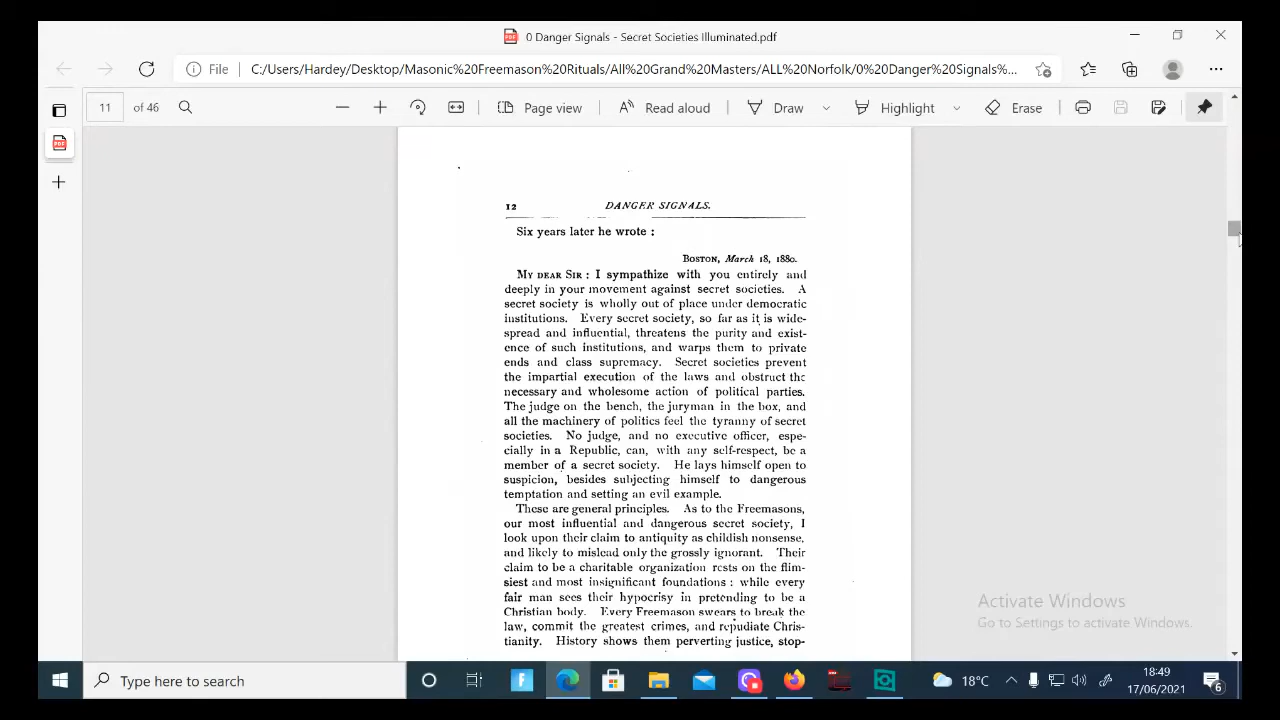 0 Danger Signals - Secret Societies Illuminated.pdf
File C:/Users/Hardey/Desktop/Masonic%20Freemason%20Rituals/All%20Grand%20Masters/ALL%20Norfolk/0%20Danger%20Signals%...
11 of 46 Page view Read aloud Draw Highlight Erase
12 DANGER SIGNALS.
Six years later he wrote :
BOSTON, March 18, 1880.
MY DEAR SIR : I sympathize with you entirely and
deeply in your movement against secret societies. A
secret society is wholly out of place under democratic
institutions. Every secret society, so far as it is wide-
spread and influential, threatens the purity and exist-
ence of such institutions, and warps them to private
ends and class supremacy. Secret societies prevent
the impartial execution of the laws and obstruct the
necessary and wholesome action of political parties.
The judge on the bench, the juryman in the box, and
all the machinery of politics feel the tyranny of secret
societies. No judge, and no executive officer, espe-
cially in a Republic, can, with any self-respect, be a
member of a secret society. He lays himself open to
suspicion, besides subjecting himself to dangerous
temptation and setting an evil example.
These are general principles. As to the Freemasons,
our most influential and dangerous secret society, I
look upon their claim to antiquity as childish nonsense,
and likely to mislead only the grossly ignorant. Their
claim to be a charitable organization rests on the flim-
siest and most insignificant foundations : while every
fair man sees their hypocrisy in pretending to be a
Christian body. Every Freemason swears to break the
law, commit the greatest crimes, and repudiate Chris-
tianity. History shows them perverting justice, stop-
Activate Windows
Go to Settings to activate Windows.
Type here to search
18°C
18:49
17/06/2021
6